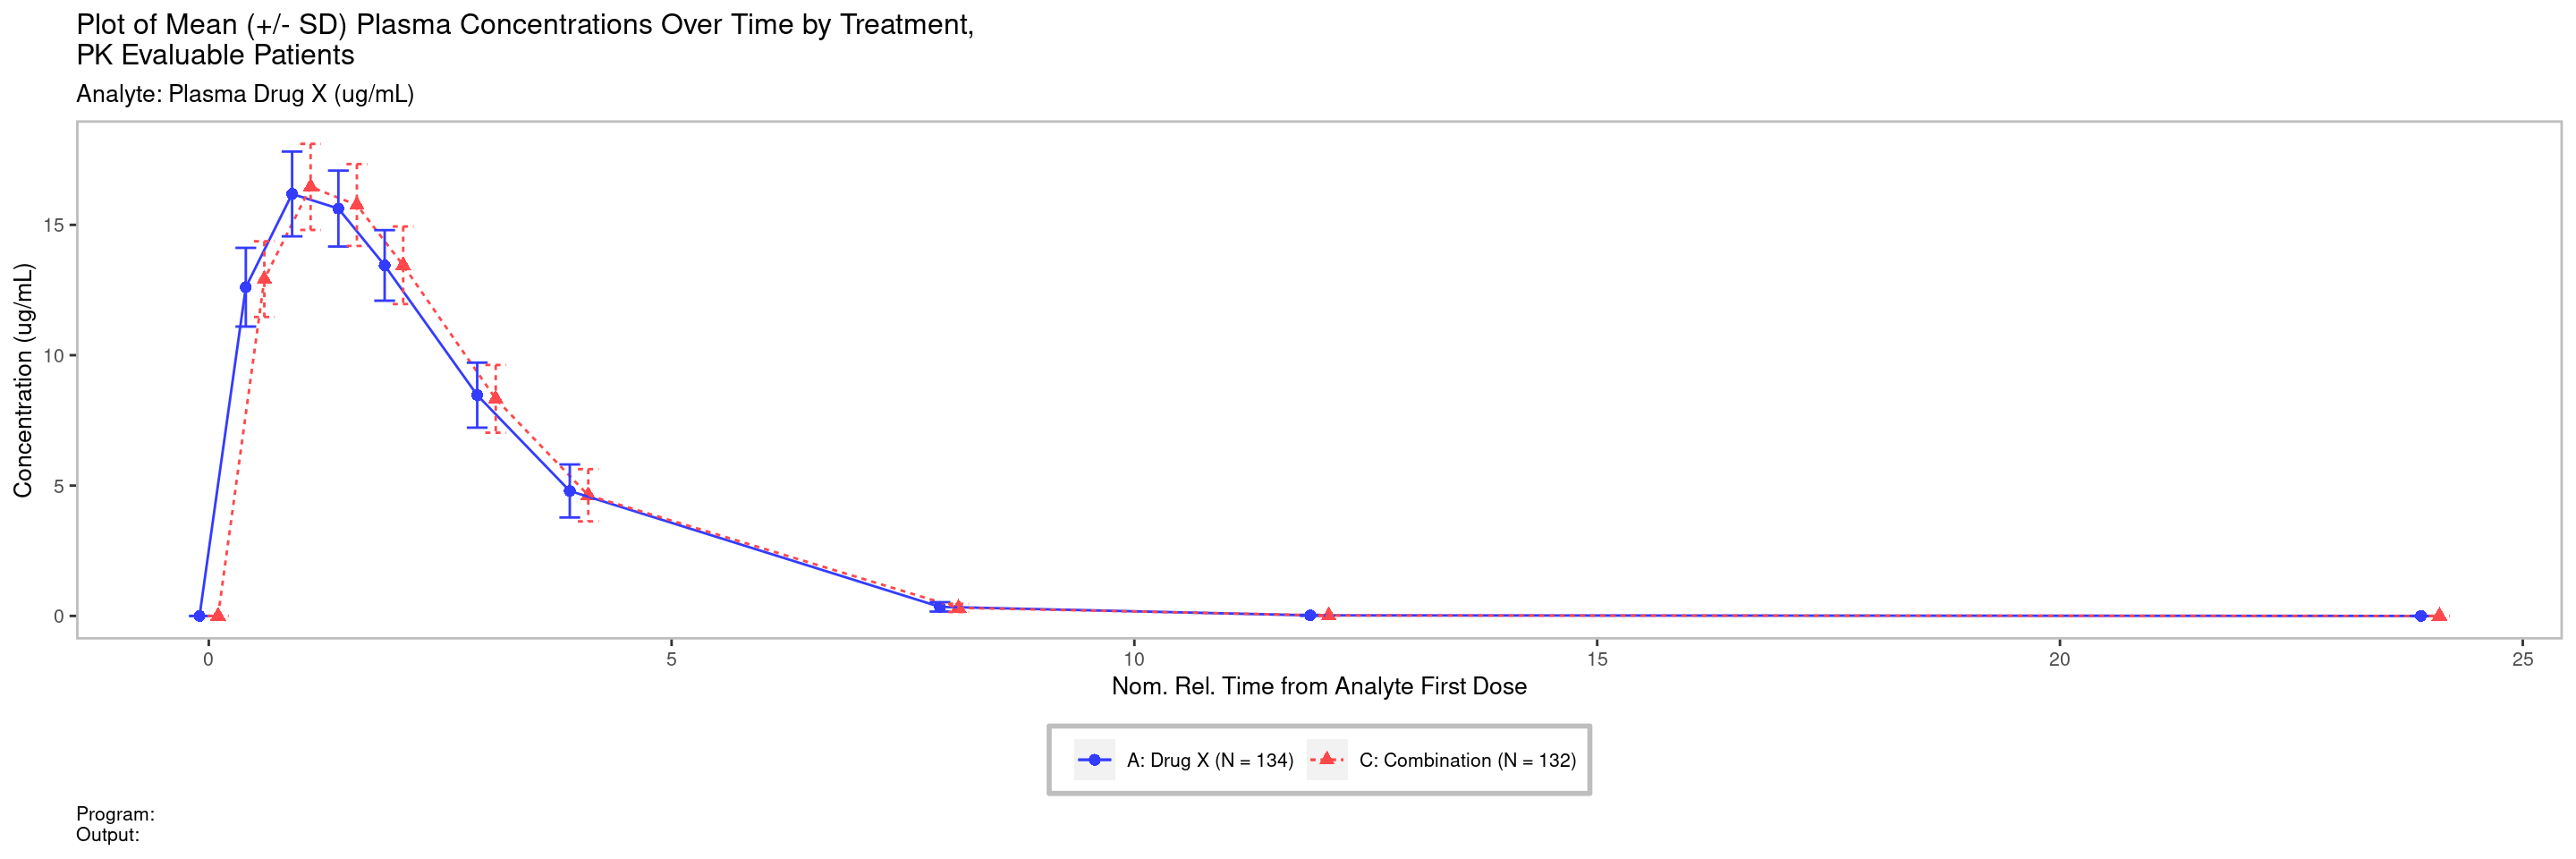 Plot of Mean (+/- SD) Plasma Concentrations Over Time by Treatment,
PK Evaluable Patients
Analyte: Plasma Drug X (ug/mL)
Concentration (ug/mL)
15
10
5
0
0 5 10 15 20 25
Nom. Rel. Time from Analyte First Dose
A: Drug X (N = 134) C: Combination (N = 132)
Program:
Output: